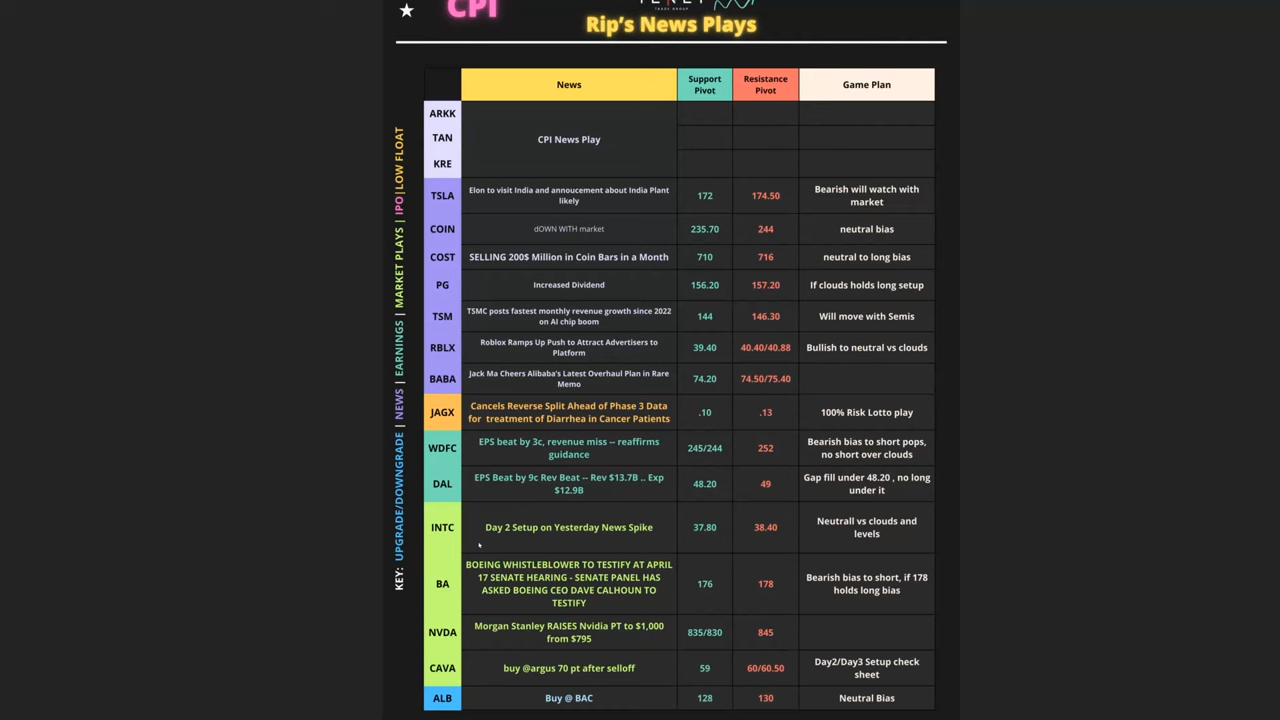 CPI
TRADE GROUP
Rip's News Plays
News
Support
Pivot
Resistance
Pivot
Game Plan
ARKK
TAN
KRE
CPI News Play
TSLA
Elon to visit India and annoucement about India Plant
likely
172
174.50
Bearish will watch with
market
COIN
dOWN WITH market
235.70
244
neutral bias
COST
SELLING 200$ Million in Coin Bars in a Month
710
716
neutral to long bias
PG
Increased Dividend
156.20
157.20
If clouds holds long setup
TSM
TSMC posts fastest monthly revenue growth since 2022
on AI chip boom
144
146.30
Will move with Semis
RBLX
Roblox Ramps Up Push to Attract Advertisers to
Platform
39.40
40.40/40.88
Bullish to neutral vs clouds
BABA
Jack Ma Cheers Alibaba's Latest Overhaul Plan in Rare
Memo
74.20
74.50/75.40
JAGX
Cancels Reverse Split Ahead of Phase 3 Data
for treatment of Diarrhea in Cancer Patients
.10
.13
100% Risk Lotto play
WDFC
EPS beat by 3c, revenue miss -- reaffirms
guidance
245/244
252
Bearish bias to short pops,
no short over clouds
DAL
EPS Beat by 9c Rev Beat -- Rev $13.7B .. Exp
$12.9B
48.20
49
Gap fill under 48.20 , no long
under it
INTC
Day 2 Setup on Yesterday News Spike
37.80
38.40
Neutrall vs clouds and
levels
BA
BOEING WHISTLEBLOWER TO TESTIFY AT APRIL
17 SENATE HEARING - SENATE PANEL HAS
ASKED BOEING CEO DAVE CALHOUN TO
TESTIFY
176
178
Bearish bias to short, if 178
holds long bias
NVDA
Morgan Stanley RAISES Nvidia PT to $1,000
from $795
835/830
845
CAVA
buy @argus 70 pt after selloff
59
60/60.50
Day2/Day3 Setup check
sheet
ALB
Buy @ BAC
128
130
Neutral Bias
KEY: UPGRADE/DOWNGRADE | NEWS | EARNINGS | MARKET PLAYS | IPO|LOW FLOAT